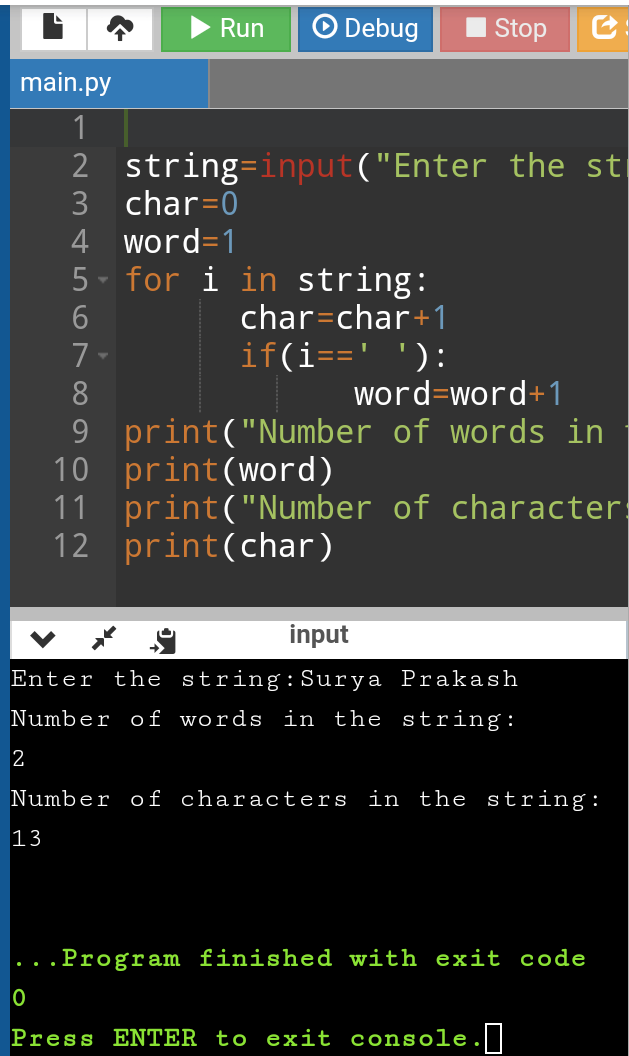 Run Debug Stop
main.py
1
2 string=input("Enter the st
3 char=0
4 word=1
5 for i in string:
6 char=char+1
7 if(i==' '):
8 word=word+1
9 print("Number of words in
10 print(word)
11 print("Number of character
12 print(char)
input
Enter the string:Surya Prakash
Number of words in the string:
2
Number of characters in the string:
13
...Program finished with exit code
0
Press ENTER to exit console.